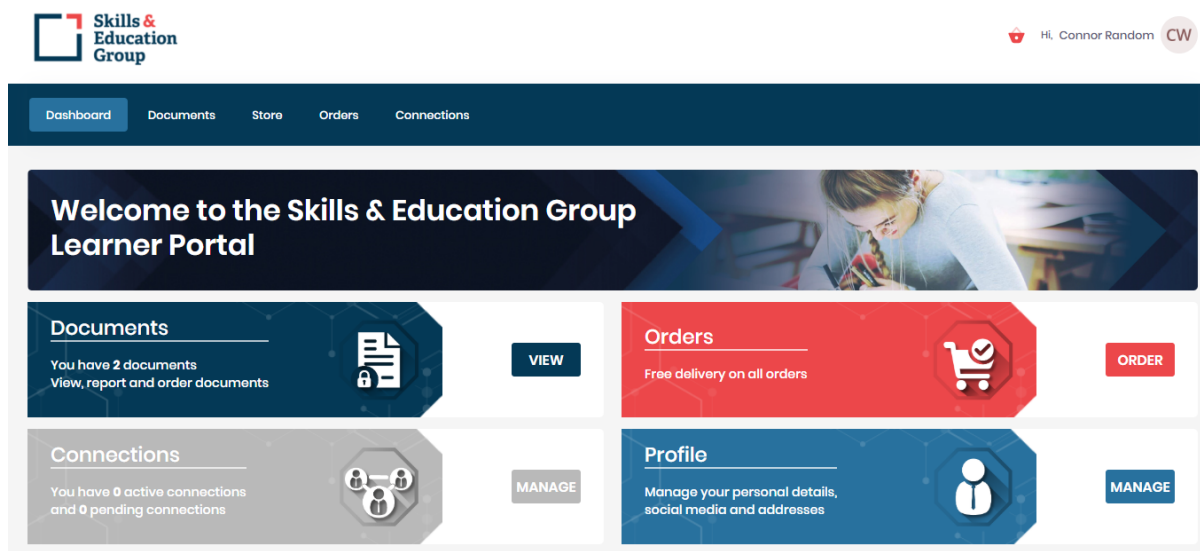 Skills &
Education
Group
Hi, Connor Random CW
Dashboard Documents Store Orders Connections
Welcome to the Skills & Education Group
Learner Portal
Documents
You have 2 documents
View, report and order documents
VIEW
Orders
Free delivery on all orders
ORDER
Connections
You have 0 active connections
and 0 pending connections
MANAGE
Profile
Manage your personal details,
social media and addresses
MANAGE